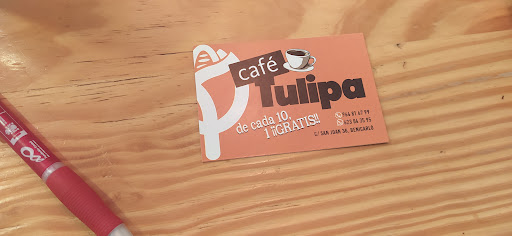 café
Tulipa
de cada 10,
1 ¡¡GRATIS!!
C/ SAN JUAN 36, BENICARLÓ